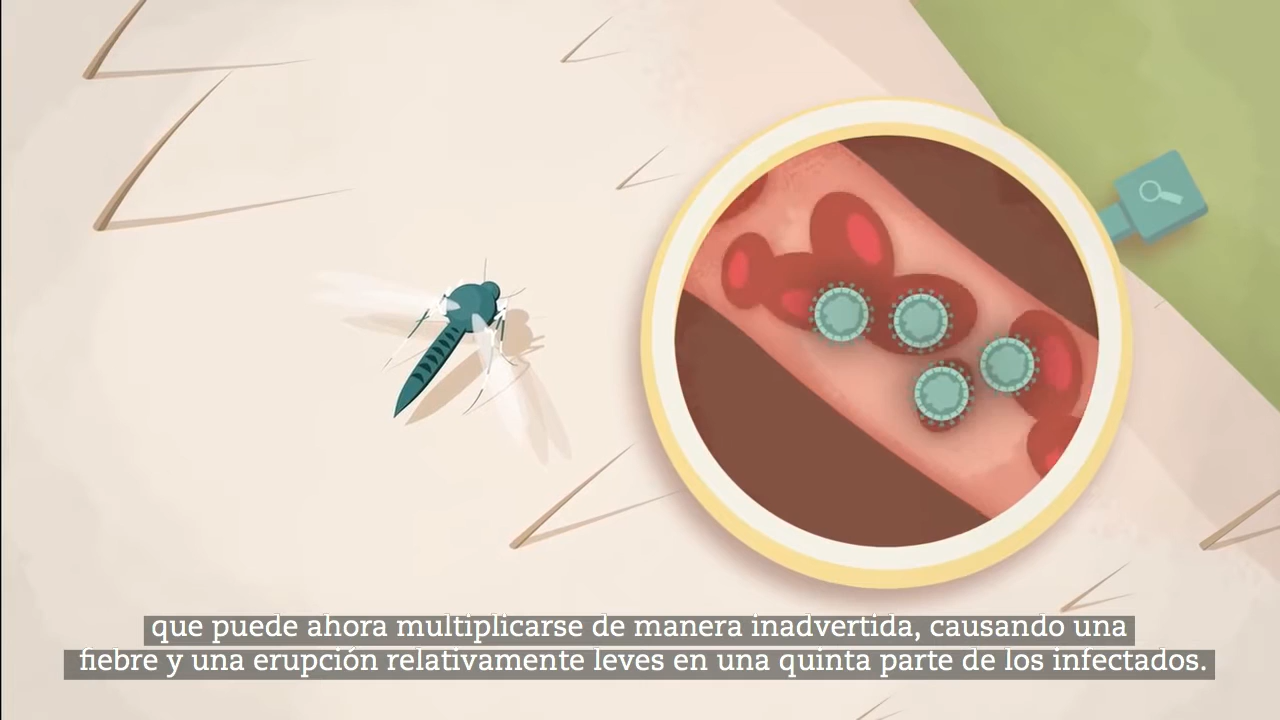 que puede ahora multiplicarse de manera inadvertida, causando una
fiebre y una erupción relativamente leves en una quinta parte de los infectados.